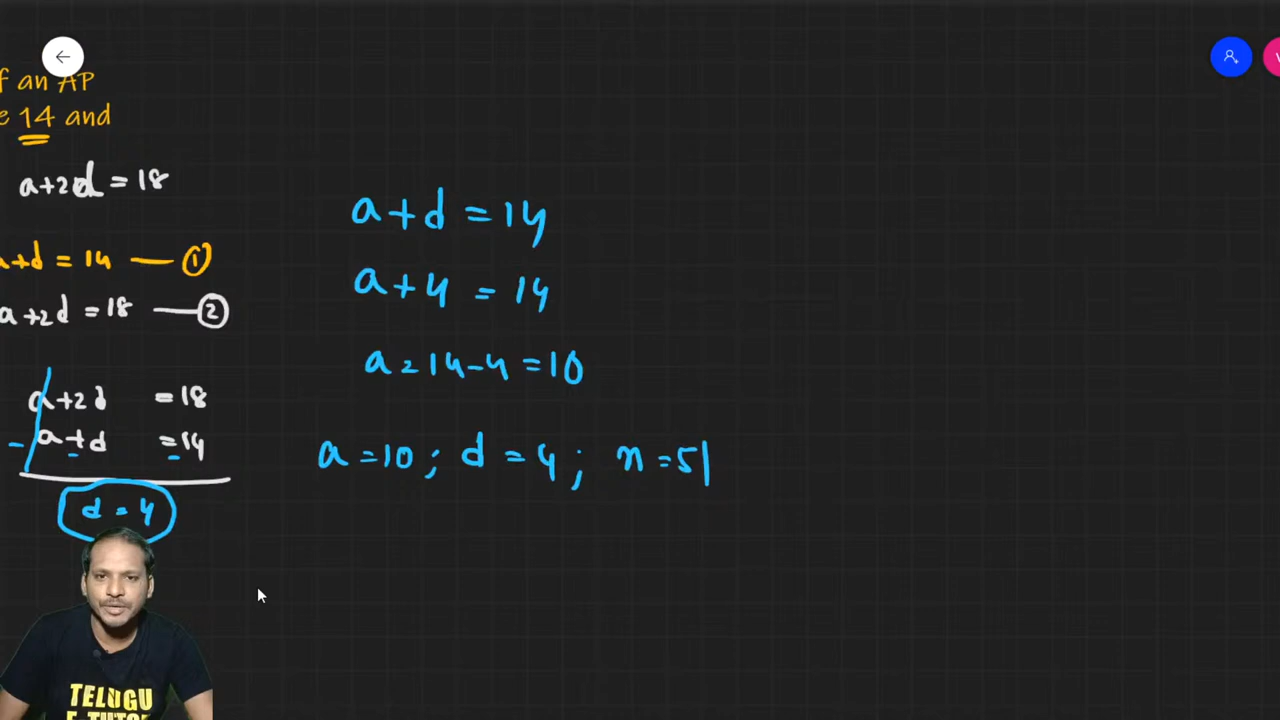 f an AP
e 14 and
a+2d = 18
a+d = 14 — ①
a+2d = 18 — ②
a+2d = 18
- a+d = 14
- -
d = 4
a+d = 14
a+4 = 14
a = 14-4 = 10
a = 10 ; d = 4 ; n = 51
TELUGU
E-TUTOR